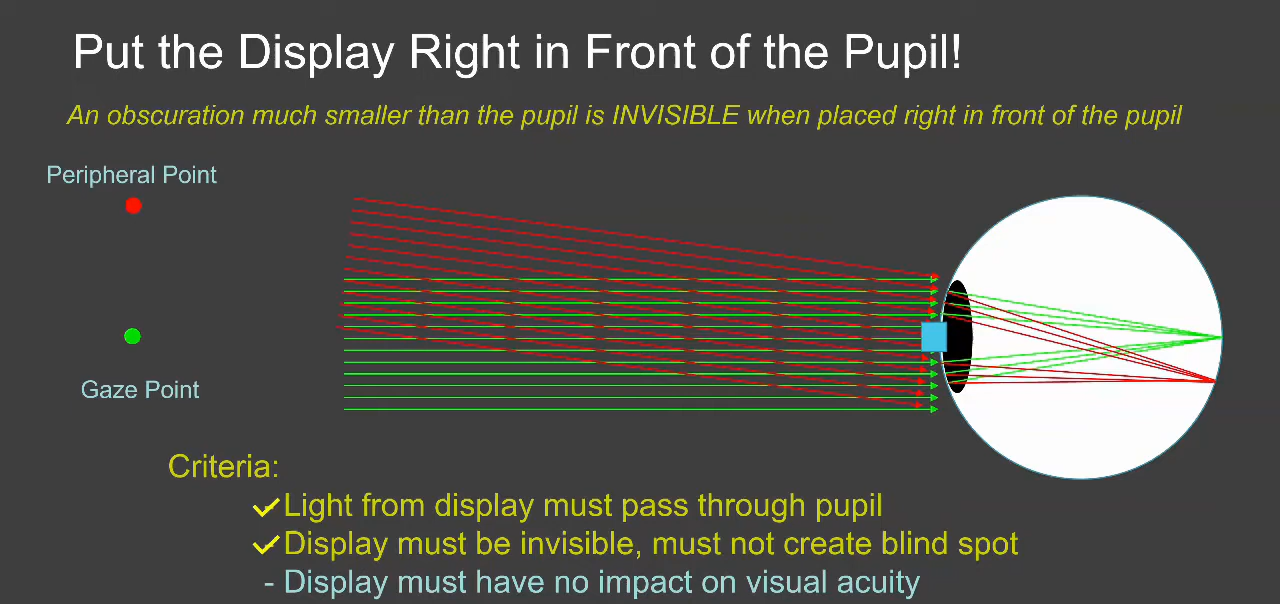 Put the Display Right in Front of the Pupil!
An obscuration much smaller than the pupil is INVISIBLE when placed right in front of the pupil
Peripheral Point
Gaze Point
Criteria:
Light from display must pass through pupil
Display must be invisible, must not create blind spot
- Display must have no impact on visual acuity